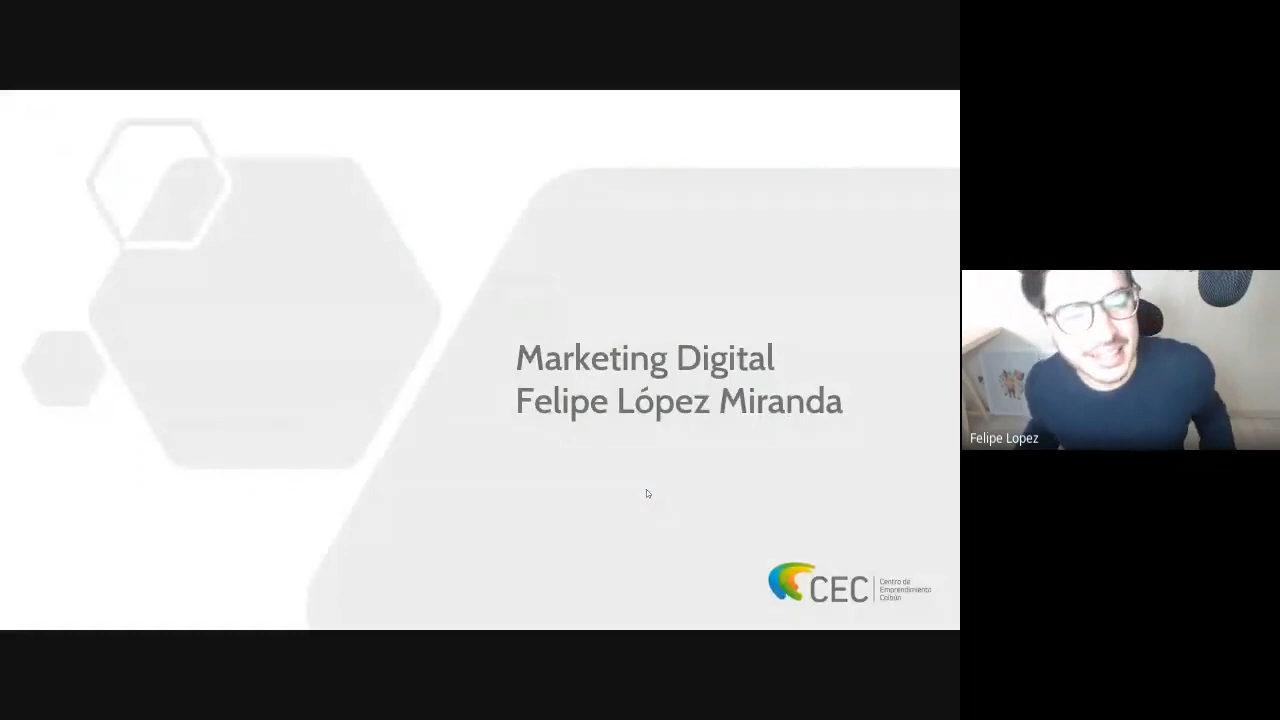 Marketing Digital
Felipe López Miranda
Felipe Lopez
CEC
Centro de
Emprendimiento
Colbún